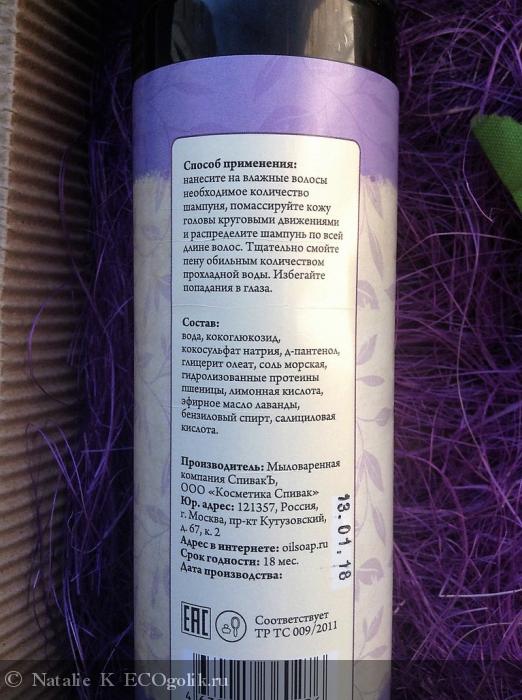 Способ применения:
нанесите на влажные волосы
необходимое количество
шампуня, помассируйте кожу
головы круговыми движениями
и распределите шампунь по всей
длине волос. Тщательно смойте
пену обильным количеством
прохладной воды. Избегайте
попадания в глаза.
Состав:
вода, кокоглюкозид,
кокосульфат натрия, д-пантенол,
глицерит олеат, соль морская,
гидролизованные протеины
пшеницы, лимонная кислота,
эфирное масло лаванды,
бензиловый спирт, салициловая
кислота.
Производитель: Мыловаренная
компания СпивакЪ,
ООО «Косметика Спивак»
Юр. адрес: 121357, Россия,
г. Москва, пр-кт Кутузовский,
д. 67, к. 2
Адрес в интернете: oilsoap.ru
Срок годности: 18 мес.
Дата производства:
13.01.18
EAC
Соответствует
ТР ТС 009/2011
© Natalie K ECOgolik.ru